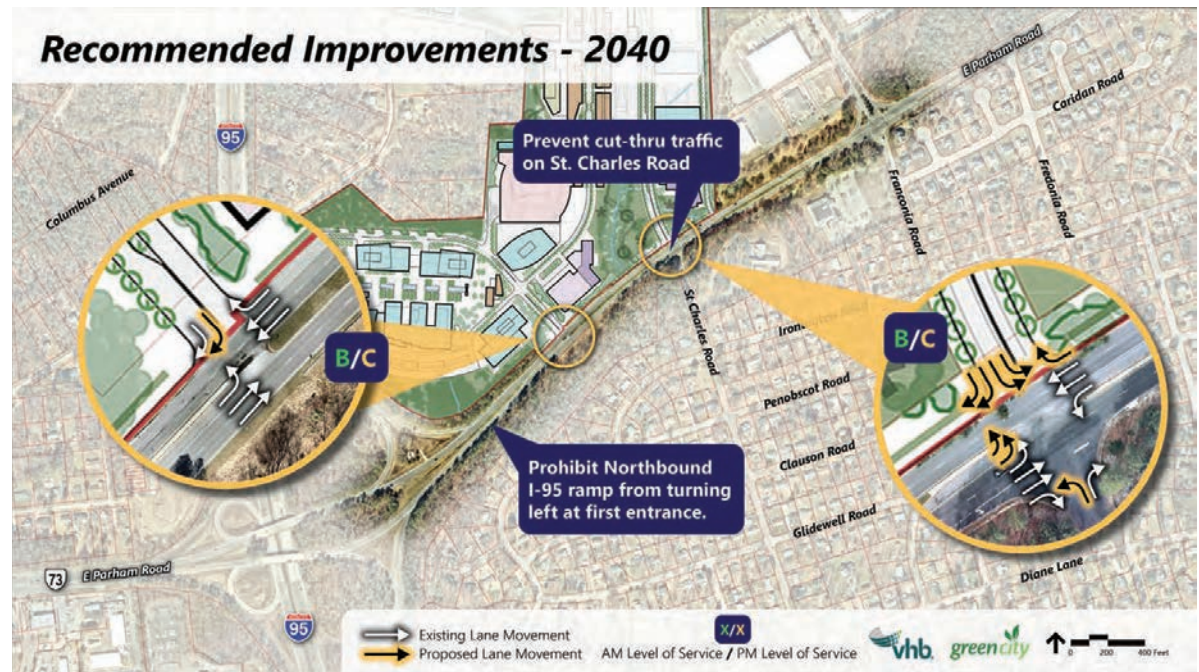 Recommended Improvements - 2040
E Parham Road
Caridan Road
95
Prevent cut-thru traffic
on St. Charles Road
Columbus Avenue
Franconia Road
Fredonia Road
St Charles Road
B/C
B/C
Penobscot Road
Clauson Road
Prohibit Northbound
I-95 ramp from turning
left at first entrance.
Glidewell Road
Diane Lane
73
E Parham Road
95
Existing Lane Movement
Proposed Lane Movement
X/X
AM Level of Service / PM Level of Service
vhb
green city
0 200 400 Feet